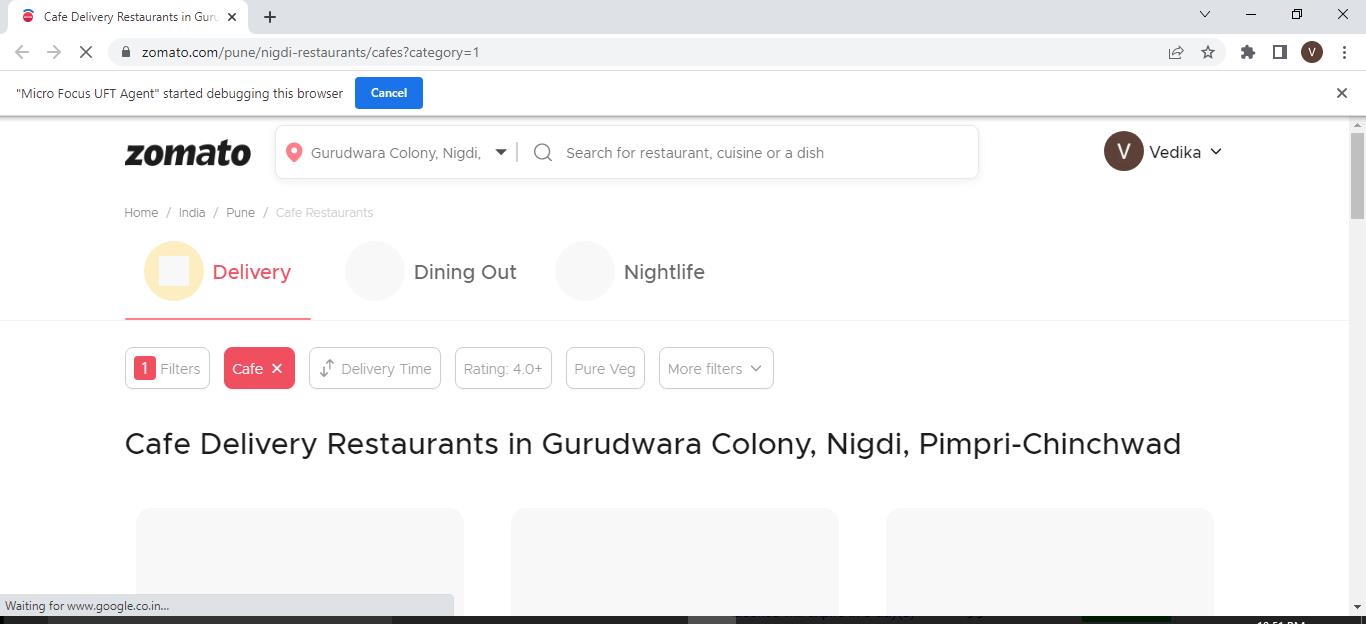 Cafe Delivery Restaurants in Guru
zomato.com/pune/nigdi-restaurants/cafes?category=1
V
"Micro Focus UFT Agent" started debugging this browser
Cancel
zomato
Gurudwara Colony, Nigdi,
Search for restaurant, cuisine or a dish
V
Vedika
Home / India / Pune / Cafe Restaurants
Delivery
Dining Out
Nightlife
1 Filters
Cafe
Delivery Time
Rating: 4.0+
Pure Veg
More filters
Cafe Delivery Restaurants in Gurudwara Colony, Nigdi, Pimpri-Chinchwad
Waiting for www.google.co.in...